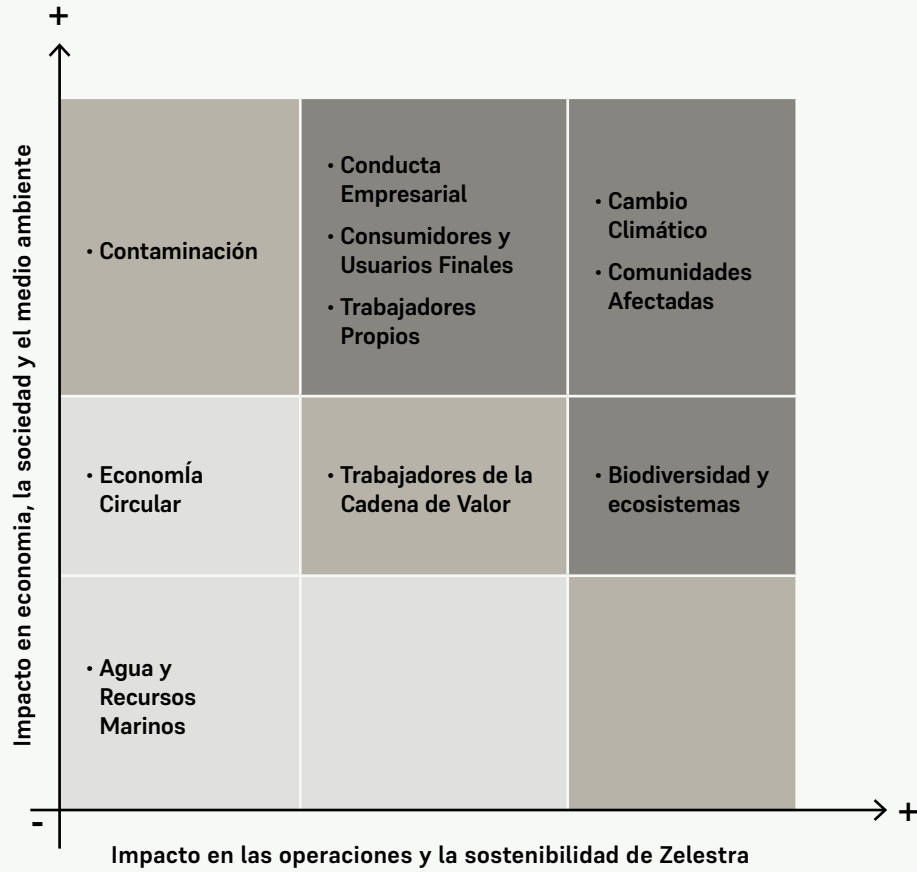 +
Impacto en economia, la sociedad y el medio ambiente
· Contaminación
· Conducta
Empresarial
· Consumidores y
Usuarios Finales
· Trabajadores
Propios
· Cambio
Climático
· Comunidades
Afectadas
· EconomÍa
Circular
· Trabajadores de la
Cadena de Valor
· Biodiversidad y
ecosistemas
· Agua y
Recursos
Marinos
-
+
Impacto en las operaciones y la sostenibilidad de Zelestra